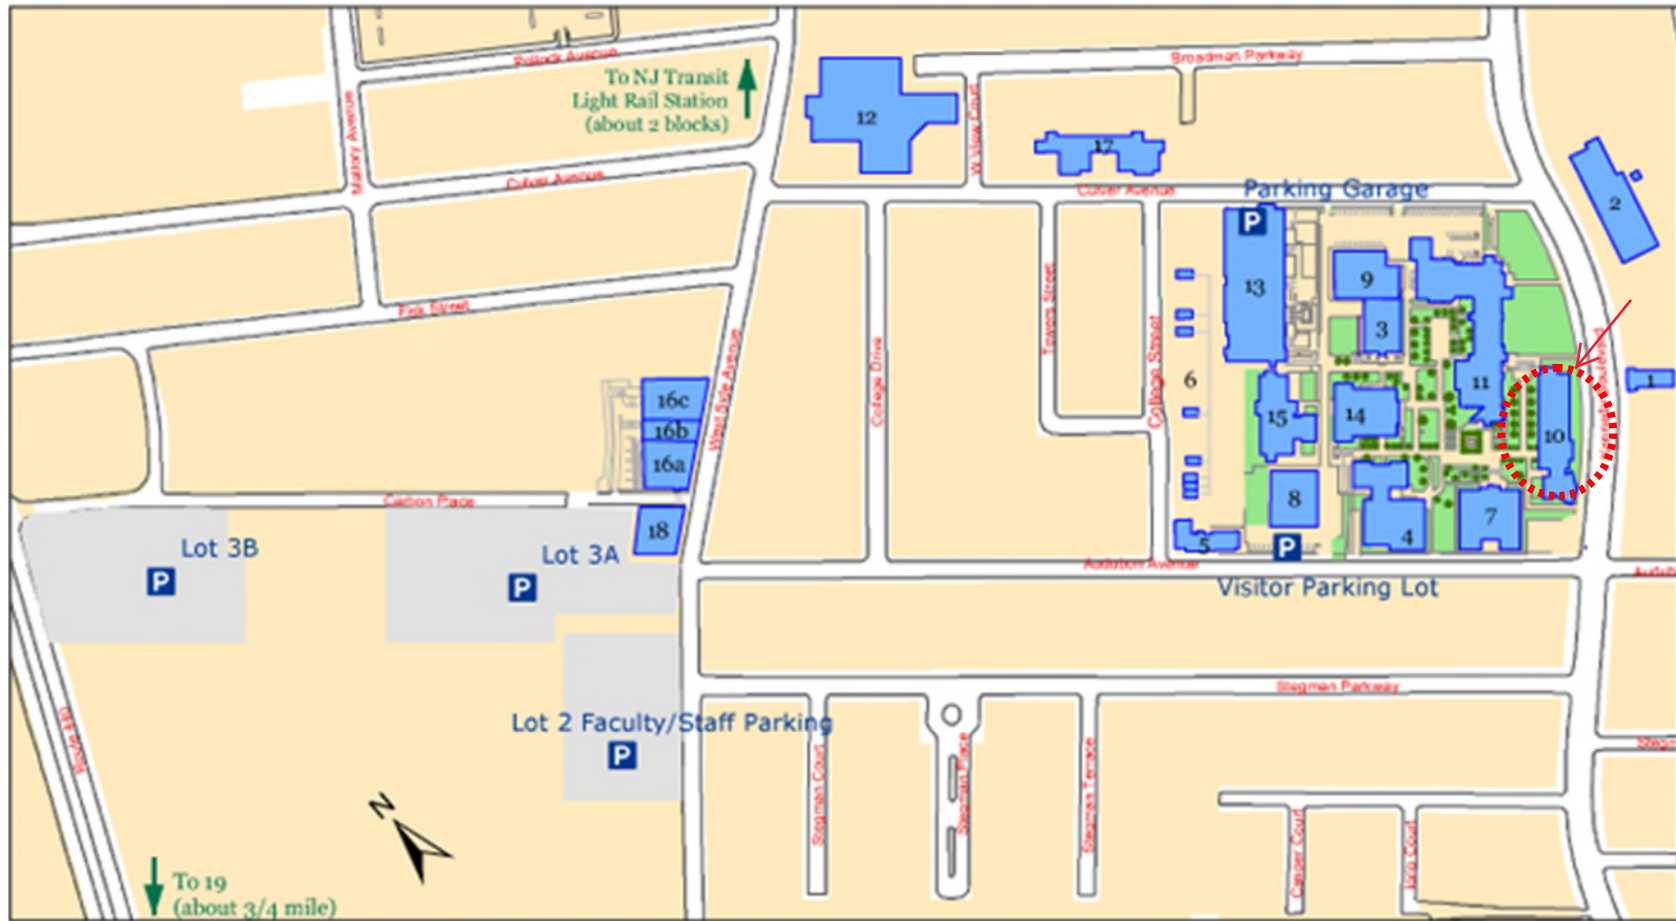 Pollock Avenue
Broadman Parkway
To NJ Transit
Light Rail Station
(about 2 blocks)
Mallory Avenue
W View Court
12
17
Culver Avenue
Culver Avenue
Parking Garage
P
2
13
9
3
Fisk Street
Towers Street
College Street
College Drive
West Side Avenue
6
11
1
16c
16b
16a
15
14
10
Carbon Place
8
7
4
5
18
P
Lot 3B
P
Lot 3A
P
Audubon Avenue
Visitor Parking Lot
Stegman Parkway
Lot 2 Faculty/Staff Parking
P
Route 440
Stegman Court
Stegman Place
Stegman Terrace
N
Court
Court
To 19
(about 3/4 mile)